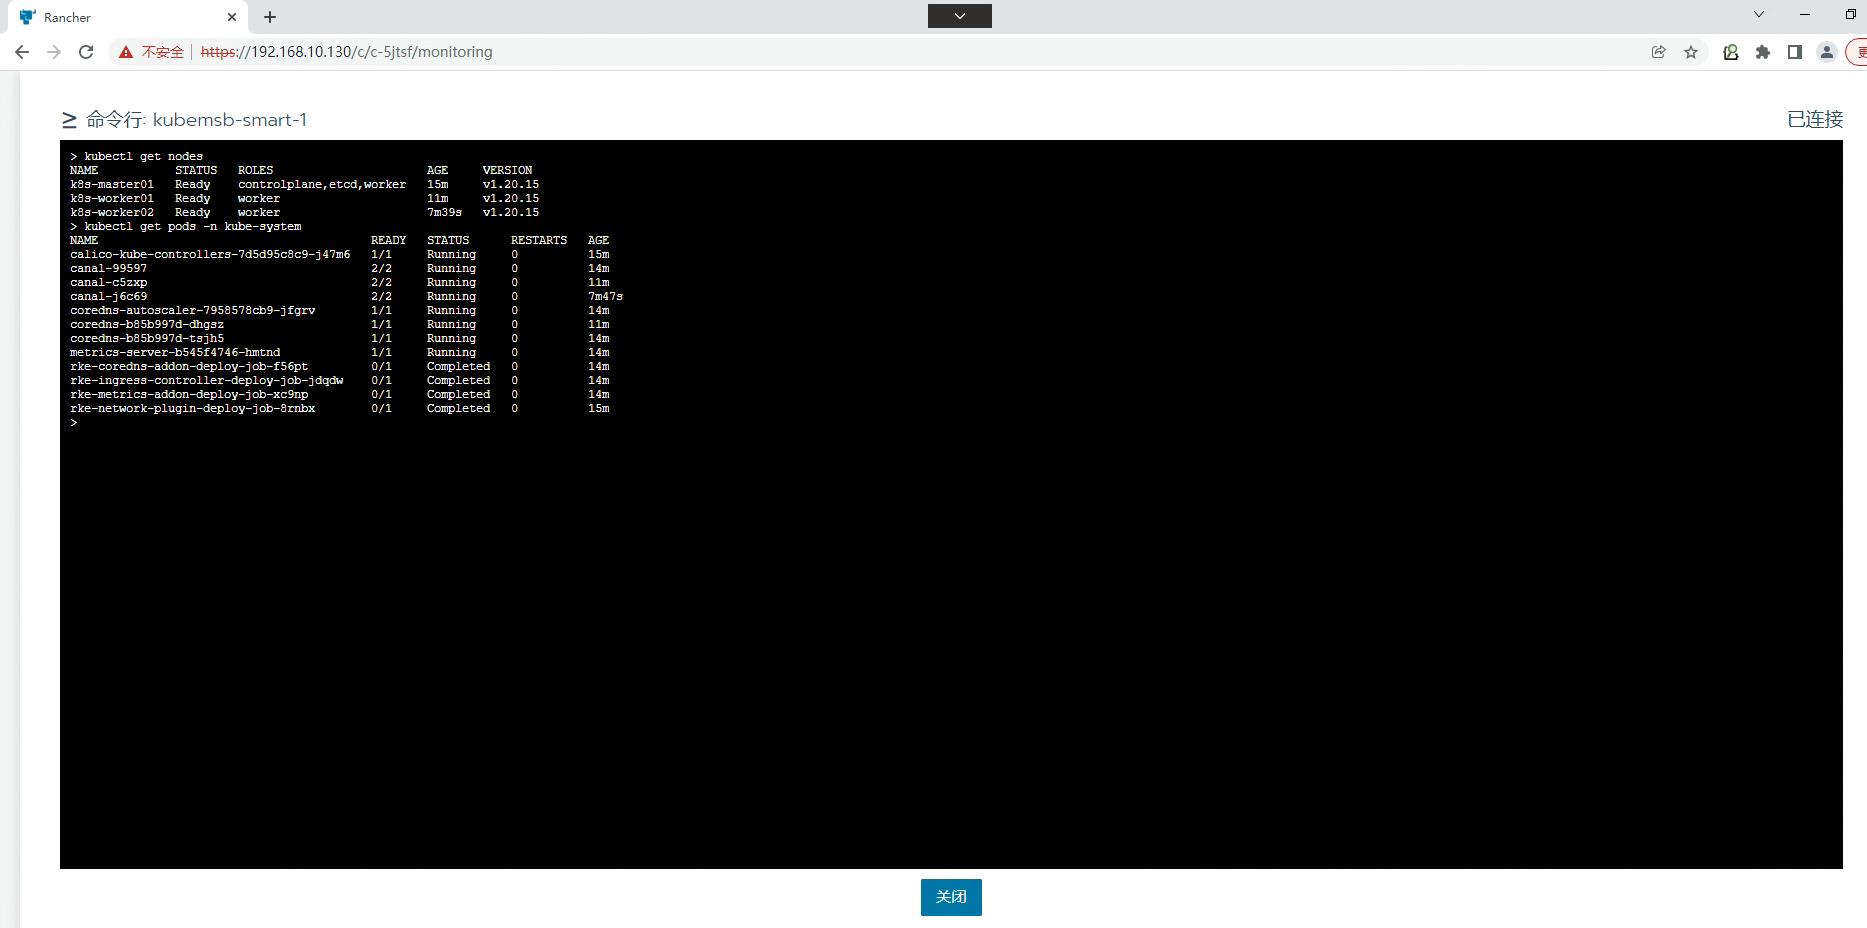 Rancher
不安全 https://192.168.10.130/c/c-5jtsf/monitoring
命令行: kubemsb-smart-1
已连接
> kubectl get nodes
NAME STATUS ROLES AGE VERSION
k8s-master01 Ready controlplane,etcd,worker 15m v1.20.15
k8s-worker01 Ready worker 11m v1.20.15
k8s-worker02 Ready worker 7m39s v1.20.15
> kubectl get pods -n kube-system
NAME READY STATUS RESTARTS AGE
calico-kube-controllers-7d5d95c8c9-j47m6 1/1 Running 0 15m
canal-99597 2/2 Running 0 14m
canal-c5zxp 2/2 Running 0 11m
canal-j6c69 2/2 Running 0 7m47s
coredns-autoscaler-7958578cb9-jfgrv 1/1 Running 0 14m
coredns-b85b997d-dhgsz 1/1 Running 0 11m
coredns-b85b997d-tsjh5 1/1 Running 0 14m
metrics-server-b545f4746-hmtnd 1/1 Running 0 14m
rke-coredns-addon-deploy-job-f56pt 0/1 Completed 0 14m
rke-ingress-controller-deploy-job-jdqdw 0/1 Completed 0 14m
rke-metrics-addon-deploy-job-xc9np 0/1 Completed 0 14m
rke-network-plugin-deploy-job-8rnbx 0/1 Completed 0 15m
>
关闭